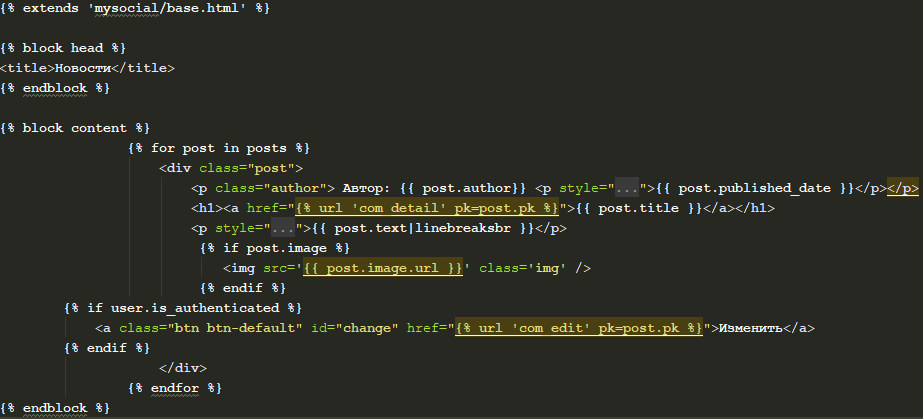 {% extends 'mysocial/base.html' %}
{% block head %}
<title>Новости</title>
{% endblock %}
{% block content %}
{% for post in posts %}
<div class="post">
<p class="author"> Автор: {{ post.author}} <p style="...">{{ post.published_date }}</p></p>
<h1><a href="{% url 'com_detail' pk=post.pk %}">{{ post.title }}</a></h1>
<p style="...">{{ post.text|linebreaksbr }}</p>
{% if post.image %}
<img src='{{ post.image.url }}' class='img' />
{% endif %}
{% if user.is_authenticated %}
<a class="btn btn-default" id="change" href="{% url 'com_edit' pk=post.pk %}">Изменить</a>
{% endif %}
</div>
{% endfor %}
{% endblock %}